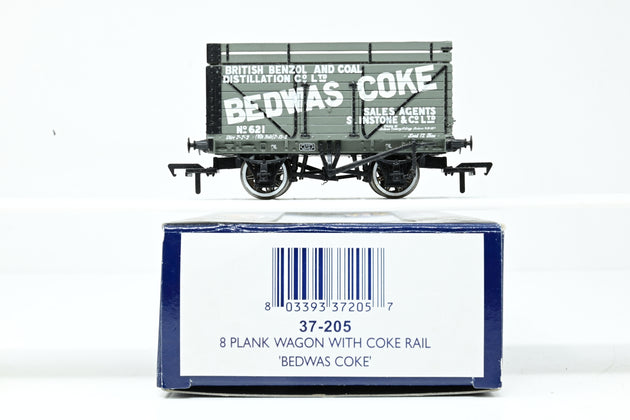 BRITISH BENZOL AND COAL
DISTILLATION Cº LTD
BEDWAS COKE
SALES AGENTS
STINSTONE & Cº LTD
Nº 621
8 03393 37205 7
37-205
8 PLANK WAGON WITH COKE RAIL
'BEDWAS COKE'